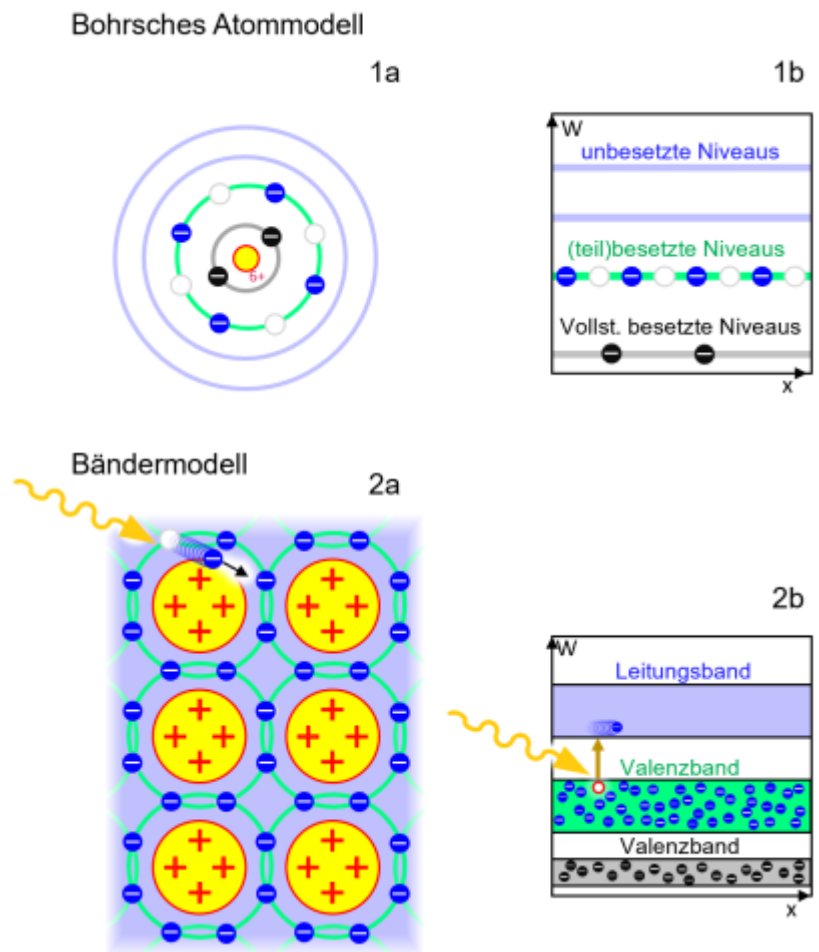 Bohrsches Atommodell
1a
1b
6+
W
unbesetzte Niveaus
(teil)besetzte Niveaus
Vollst. besetzte Niveaus
x
Bändermodell
2a
2b
+ +
+ + + +
+ +
+ +
+ + + +
+ +
+ +
+ + + +
+ +
W
Leitungsband
Valenzband
Valenzband
x